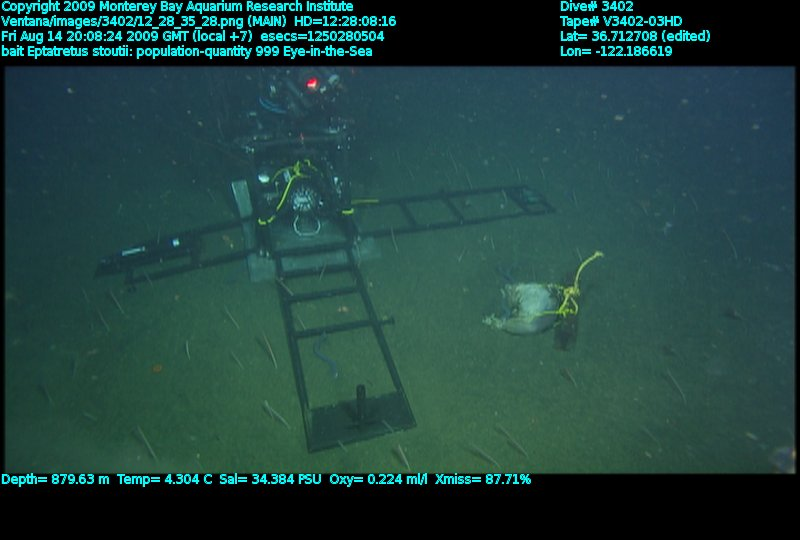 Copyright 2009 Monterey Bay Aquarium Research Institute Dive# 3402
Ventana/images/3402/12_28_35_28.png (MAIN) HD=12:28:08:16 Tape# V3402-03HD
Fri Aug 14 20:08:24 2009 GMT (local +7) esecs=1250280504 Lat= 36.712708 (edited)
bait Eptatretus stoutii: population-quantity 999 Eye-in-the-Sea Lon= -122.186619
Depth= 879.63 m Temp= 4.304 C Sal= 34.384 PSU Oxy= 0.224 ml/l Xmiss= 87.71%